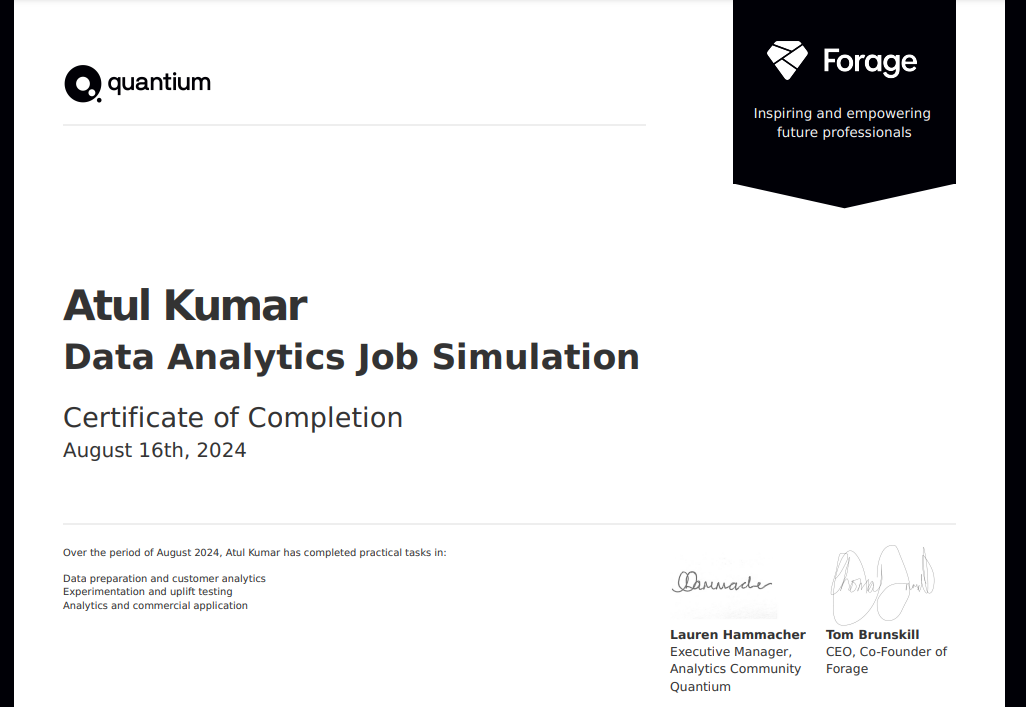 quantium
Forage
Inspiring and empowering
future professionals
Atul Kumar
Data Analytics Job Simulation
Certificate of Completion
August 16th, 2024
Over the period of August 2024, Atul Kumar has completed practical tasks in:
Data preparation and customer analytics
Experimentation and uplift testing
Analytics and commercial application
Lauren Hammacher
Executive Manager,
Analytics Community
Quantium
Tom Brunskill
CEO, Co-Founder of
Forage